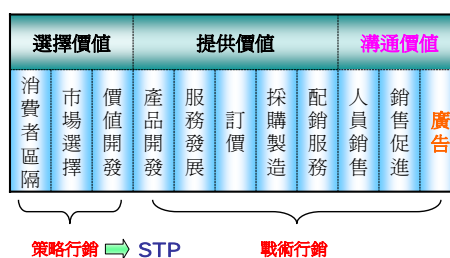 選擇價值 提供價值 溝通價值
消費者區隔
市場選擇
價值開發
產品開發
服務發展
訂價
採購製造
配銷服務
人員銷售
銷售促進
廣告
策略行銷 STP 戰術行銷